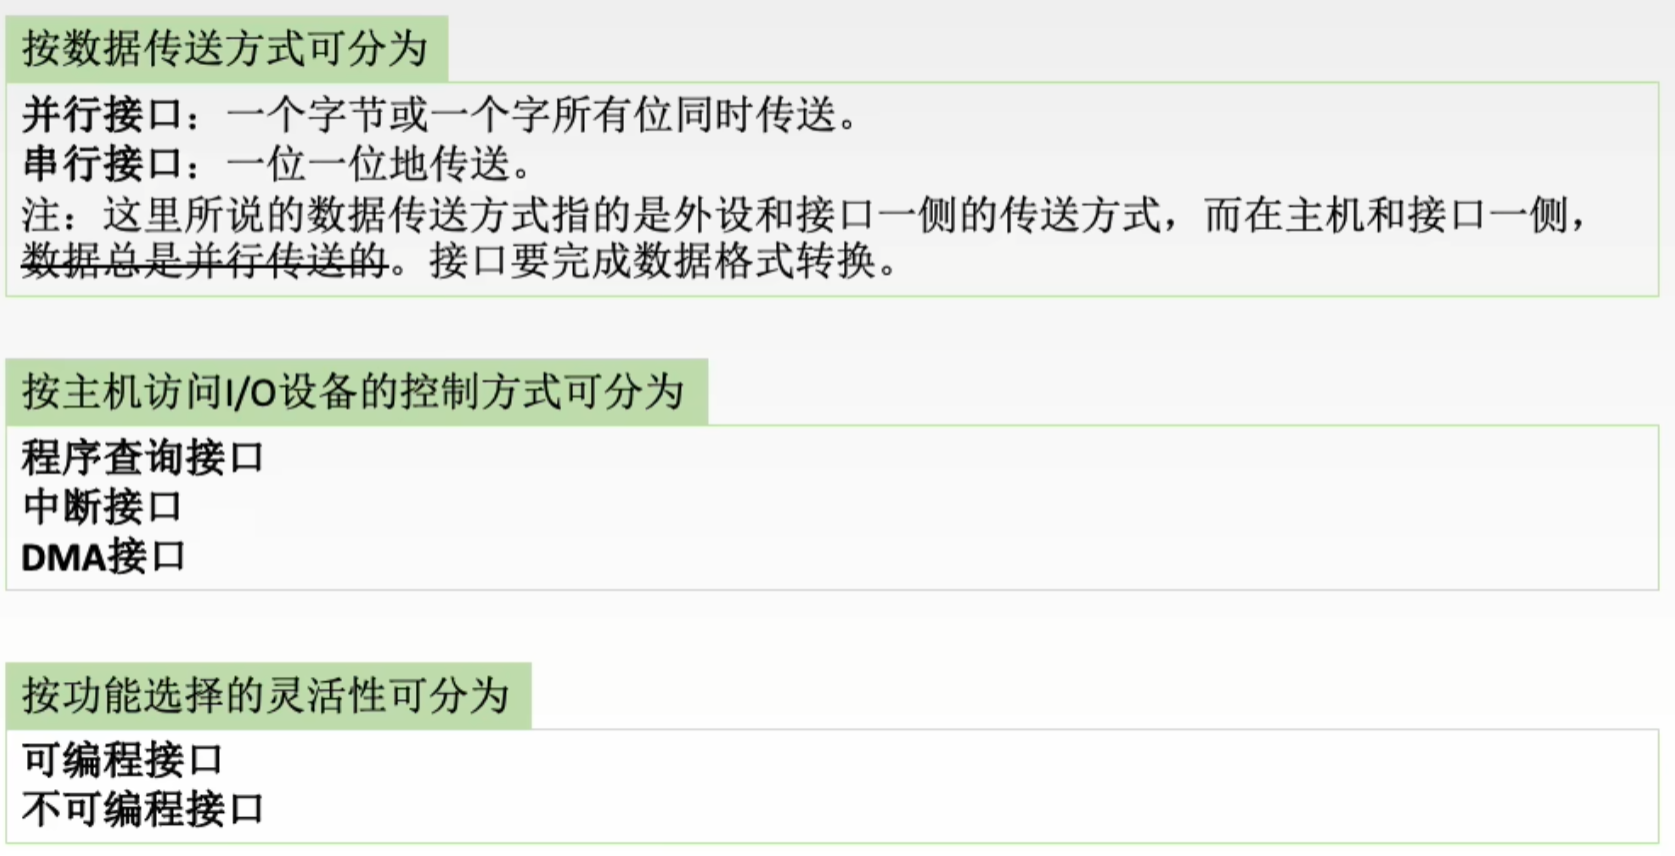 按数据传送方式可分为
并行接口：一个字节或一个字所有位同时传送。
串行接口：一位一位地传送。
注：这里所说的数据传送方式指的是外设和接口一侧的传送方式，而在主机和接口一侧，
数据总是并行传送的。接口要完成数据格式转换。
按主机访问I/O设备的控制方式可分为
程序查询接口
中断接口
DMA接口
按功能选择的灵活性可分为
可编程接口
不可编程接口